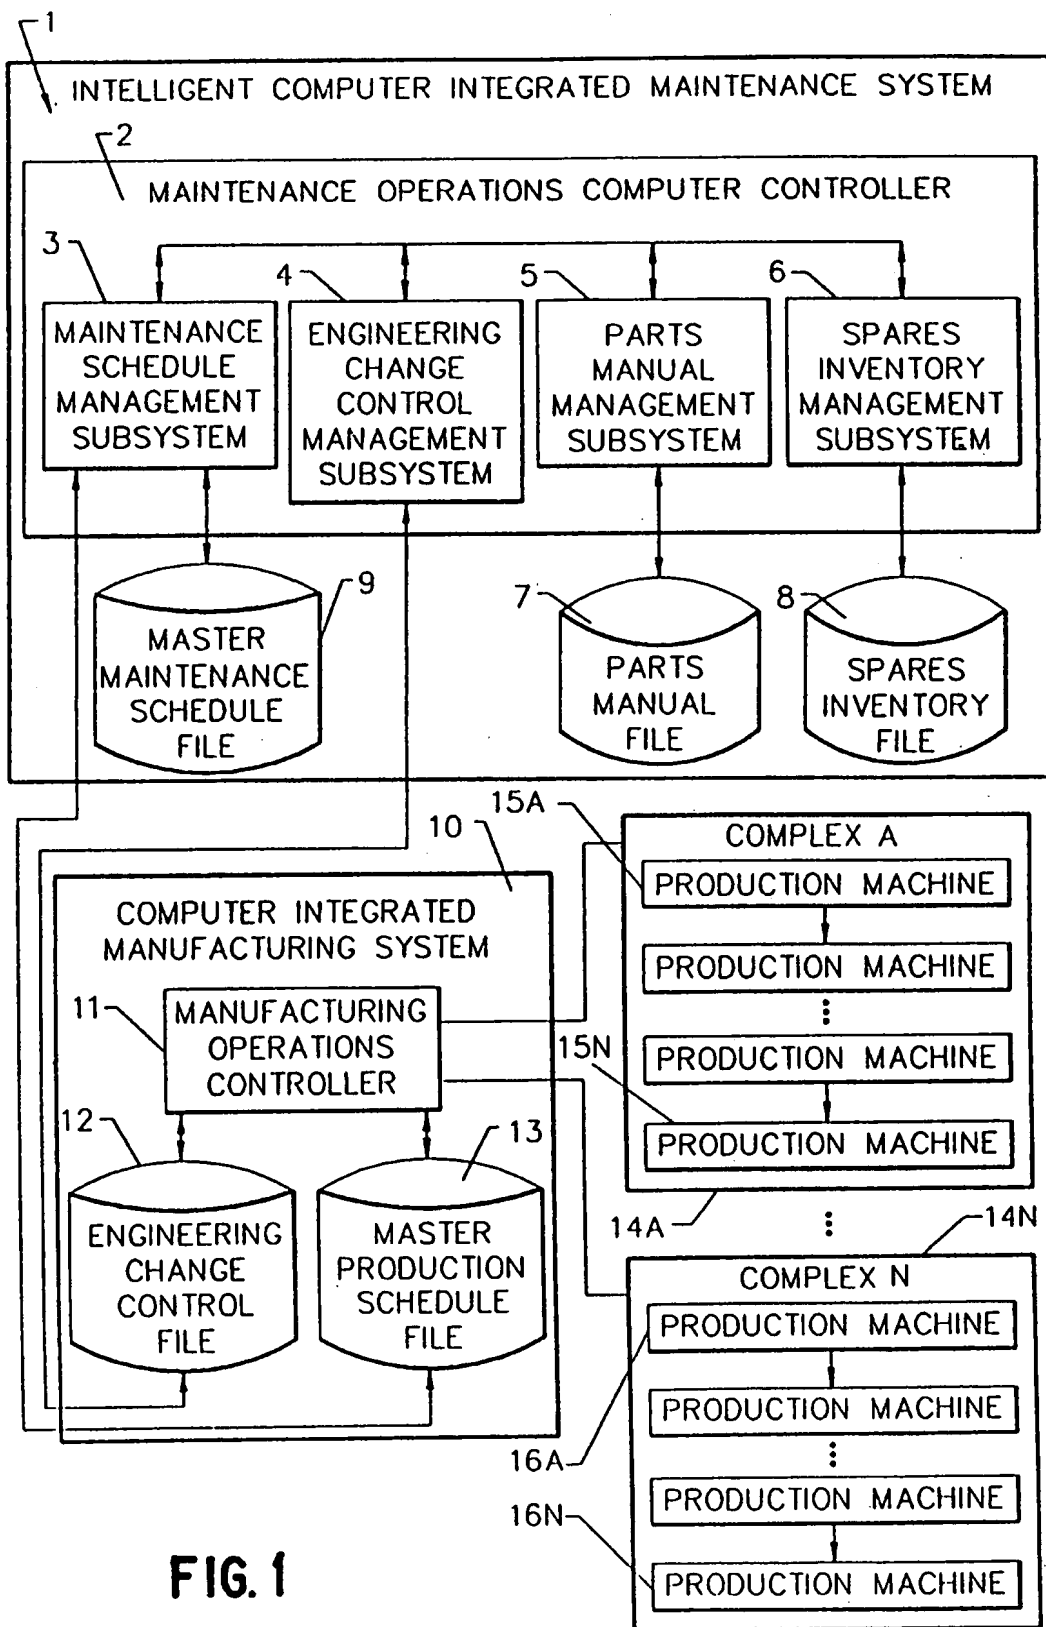 1
INTELLIGENT COMPUTER INTEGRATED MAINTENANCE SYSTEM
2
MAINTENANCE OPERATIONS COMPUTER CONTROLLER
3
MAINTENANCE
SCHEDULE
MANAGEMENT
SUBSYSTEM
4
ENGINEERING
CHANGE
CONTROL
MANAGEMENT
SUBSYSTEM
5
PARTS
MANUAL
MANAGEMENT
SUBSYSTEM
6
SPARES
INVENTORY
MANAGEMENT
SUBSYSTEM
9
MASTER
MAINTENANCE
SCHEDULE
FILE
7
PARTS
MANUAL
FILE
8
SPARES
INVENTORY
FILE
10
COMPUTER INTEGRATED
MANUFACTURING SYSTEM
11
MANUFACTURING
OPERATIONS
CONTROLLER
12
ENGINEERING
CHANGE
CONTROL
FILE
13
MASTER
PRODUCTION
SCHEDULE
FILE
15A
COMPLEX A
PRODUCTION MACHINE
PRODUCTION MACHINE
15N
PRODUCTION MACHINE
PRODUCTION MACHINE
14A
14N
COMPLEX N
PRODUCTION MACHINE
PRODUCTION MACHINE
16A
PRODUCTION MACHINE
16N
PRODUCTION MACHINE
FIG. 1